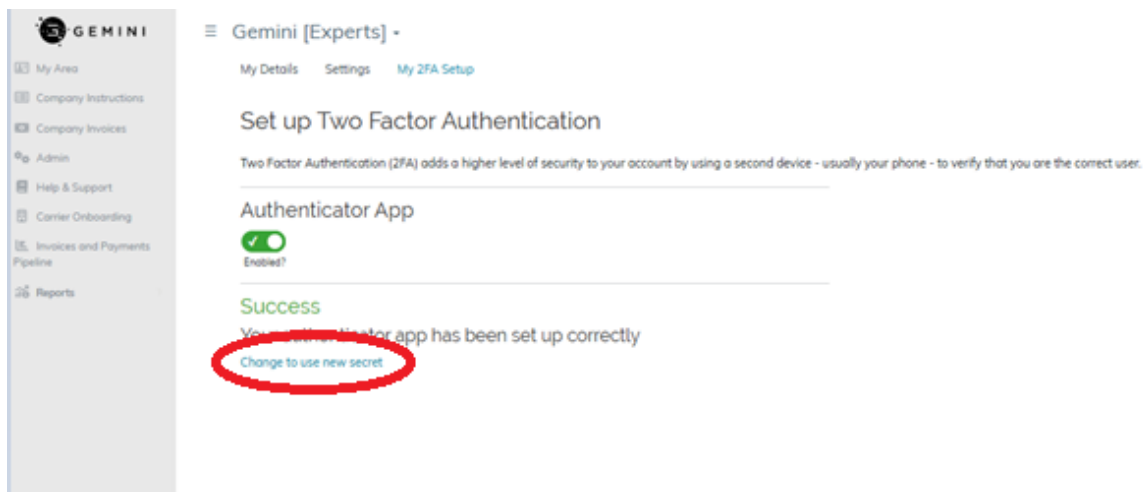 GEMINI
Gemini [Experts]
My Area
Company Instructions
Company Invoices
Admin
Help & Support
Carrier Onboarding
Invoices and Payments
Pipeline
Reports
My Details Settings My 2FA Setup
Set up Two Factor Authentication
Two Factor Authentication (2FA) adds a higher level of security to your account by using a second device - usually your phone - to verify that you are the correct user.
Authenticator App
Enabled?
Success
Your authenticator app has been set up correctly
Change to use new secret